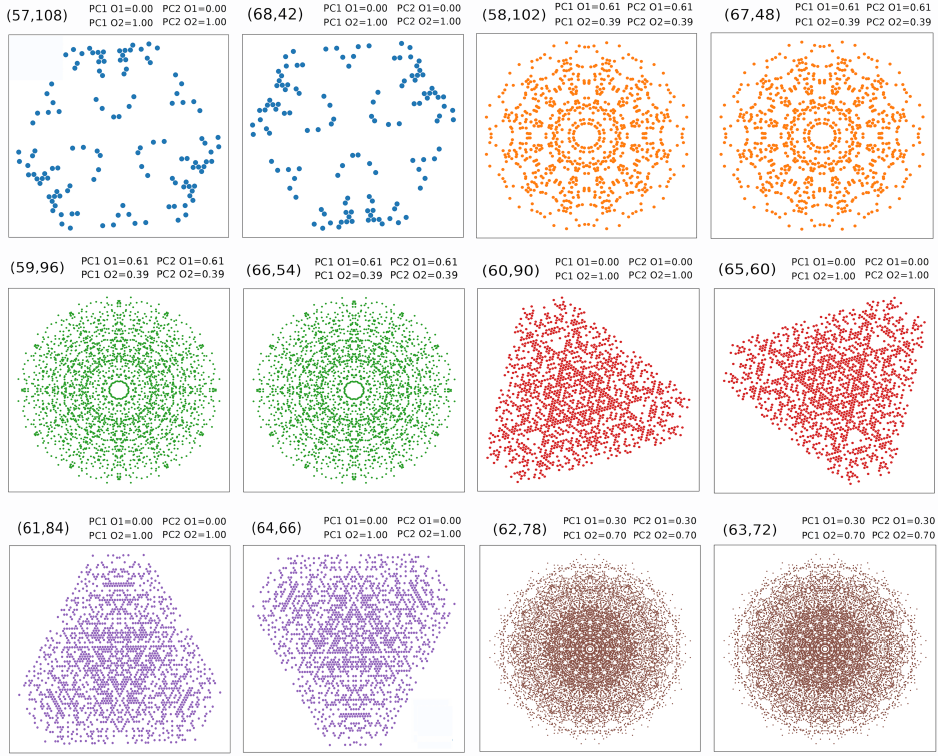 (57,108) PC1 O1=0.00 PC2 O1=0.00
PC1 O2=1.00 PC2 O2=1.00
(68,42) PC1 O1=0.00 PC2 O1=0.00
PC1 O2=1.00 PC2 O2=1.00
(58,102) PC1 O1=0.61 PC2 O1=0.61
PC1 O2=0.39 PC2 O2=0.39
(67,48) PC1 O1=0.61 PC2 O1=0.61
PC1 O2=0.39 PC2 O2=0.39
(59,96) PC1 O1=0.61 PC2 O1=0.61
PC1 O2=0.39 PC2 O2=0.39
(66,54) PC1 O1=0.61 PC2 O1=0.61
PC1 O2=0.39 PC2 O2=0.39
(60,90) PC1 O1=0.00 PC2 O1=0.00
PC1 O2=1.00 PC2 O2=1.00
(65,60) PC1 O1=0.00 PC2 O1=0.00
PC1 O2=1.00 PC2 O2=1.00
(61,84) PC1 O1=0.00 PC2 O1=0.00
PC1 O2=1.00 PC2 O2=1.00
(64,66) PC1 O1=0.00 PC2 O1=0.00
PC1 O2=1.00 PC2 O2=1.00
(62,78) PC1 O1=0.30 PC2 O1=0.30
PC1 O2=0.70 PC2 O2=0.70
(63,72) PC1 O1=0.30 PC2 O1=0.30
PC1 O2=0.70 PC2 O2=0.70